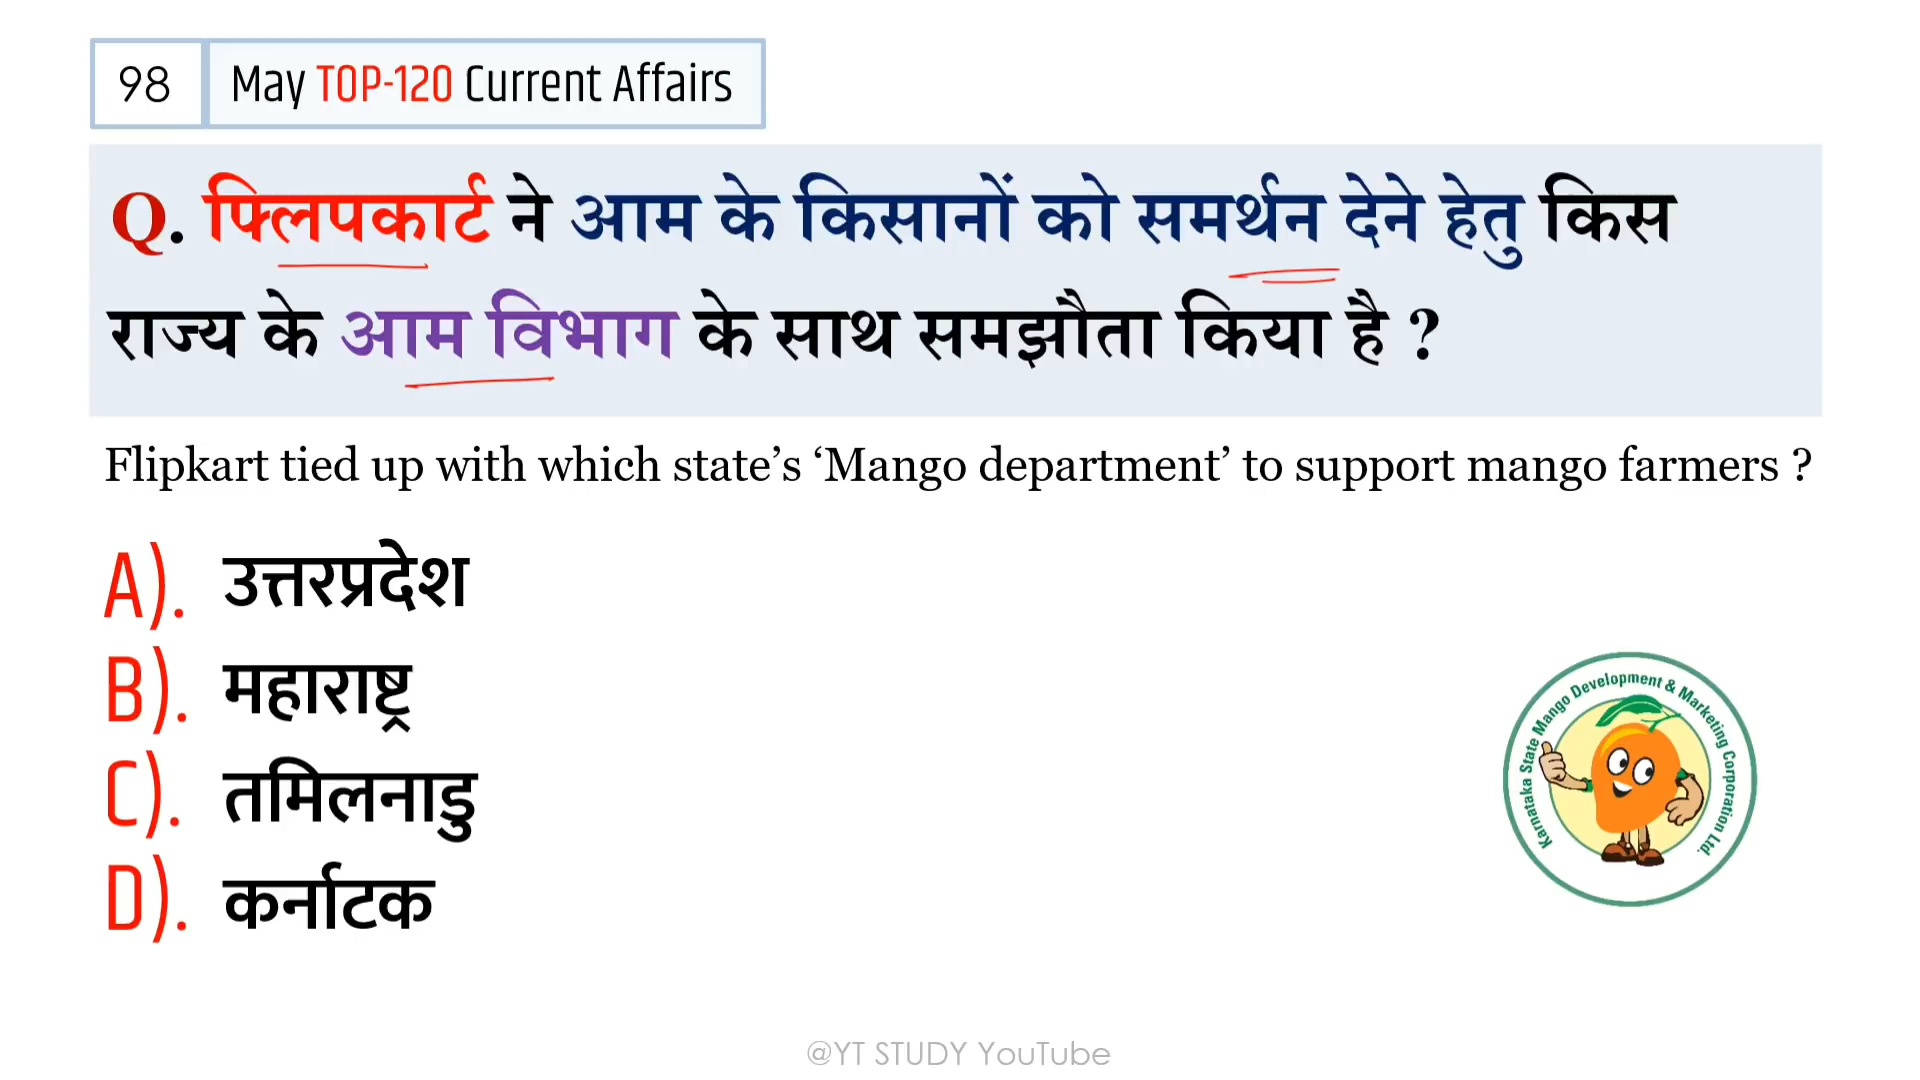 98
May TOP-120 Current Affairs
Q. फ्लिपकार्ट ने आम के किसानों को समर्थन देने हेतु किस
राज्य के आम विभाग के साथ समझौता किया है ?
Flipkart tied up with which state’s ‘Mango department’ to support mango farmers ?
A). उत्तरप्रदेश
B). महाराष्ट्र
C). तमिलनाडु
D). कर्नाटक
Karnataka State Mango Development & Marketing Corporation Ltd.
@YT STUDY YouTube